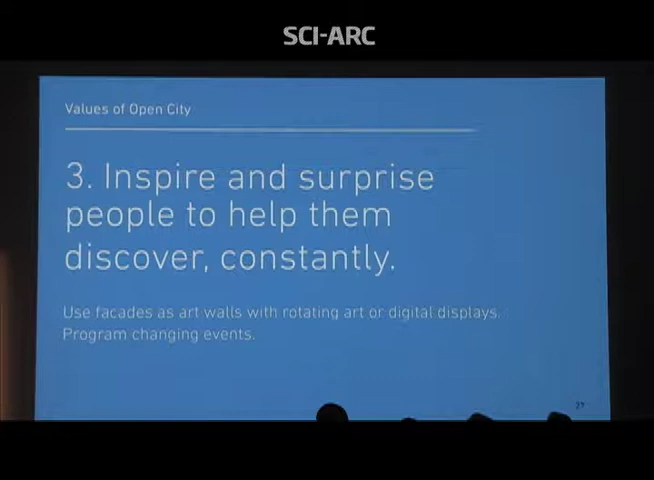 SCI-ARC
Values of Open City
3. Inspire and surprise
people to help them
discover, constantly.
Use facades as art walls with rotating art or digital displays.
Program changing events.